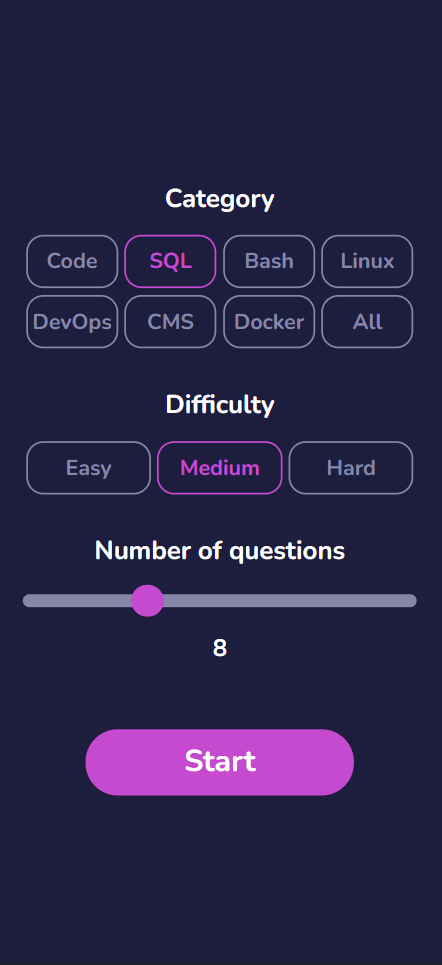 Category
Code SQL Bash Linux
DevOps CMS Docker All
Difficulty
Easy Medium Hard
Number of questions
8
Start